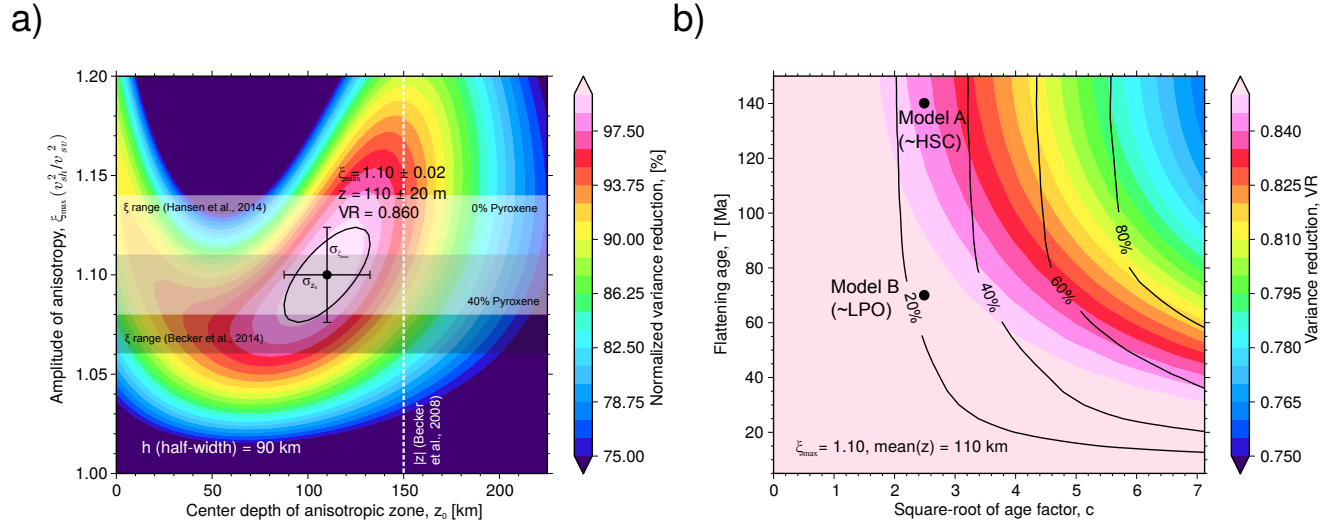 a)
1.20
1.15
1.10
1.05
1.00
Amplitude of anisotropy, ξmax (v²sh/v²sv)
0
50
100
150
200
Center depth of anisotropic zone, z0 [km]
ξmax=1.10 ± 0.02
z = 110 ± 20 m
VR = 0.860
ξ range (Hansen et al., 2014)
0% Pyroxene
σξmax
σz0
40% Pyroxene
ξ range (Becker et al., 2014)
|z| (Becker
et al., 2008)
h (half-width) = 90 km
97.50
93.75
90.00
86.25
82.50
78.75
75.00
Normalized variance reduction, [%]
b)
140
120
100
80
60
40
20
Flattening age, T [Ma]
0
1
2
3
4
5
6
7
Square-root of age factor, c
Model A
(~HSC)
Model B
(~LPO)
20%
40%
60%
80%
ξmax = 1.10, mean(z) = 110 km
0.840
0.825
0.810
0.795
0.780
0.765
0.750
Variance reduction, VR